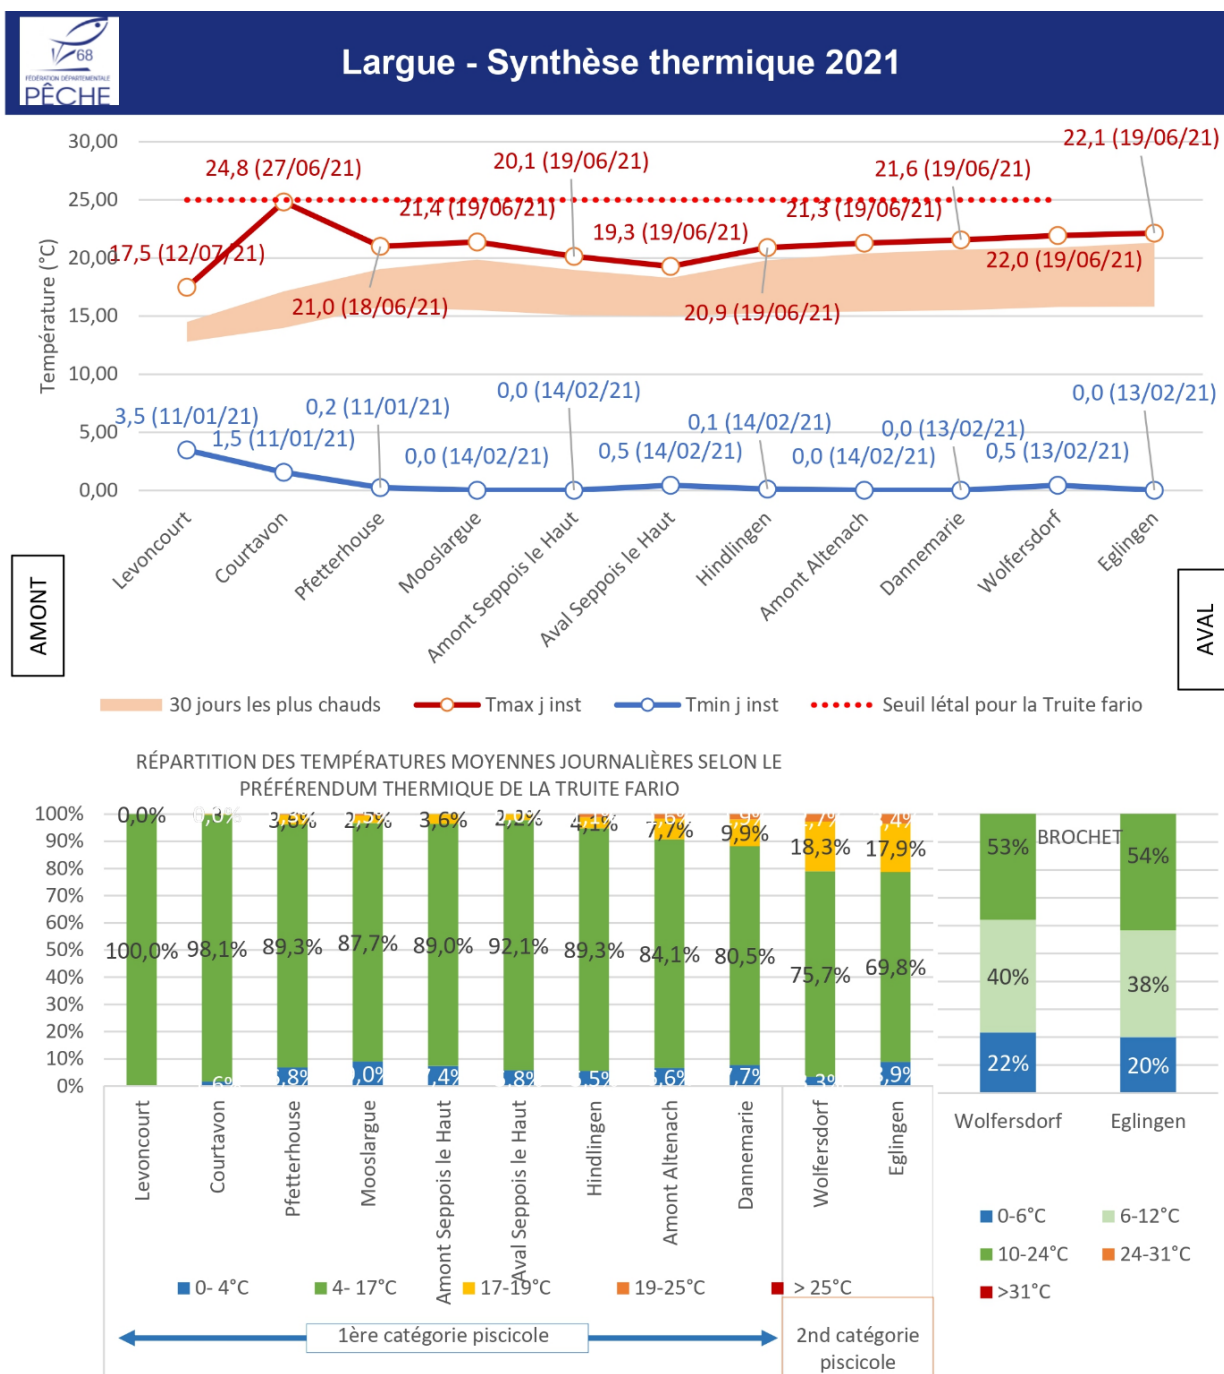 68
FÉDÉRATION DÉPARTEMENTALE
PÊCHE
Largue - Synthèse thermique 2021
Température (°C)
30,00
25,00
20,00
15,00
10,00
5,00
0,00
17,5 (12/07/21)
24,8 (27/06/21)
21,0 (18/06/21)
21,4 (19/06/21)
20,1 (19/06/21)
19,3 (19/06/21)
20,9 (19/06/21)
21,3 (19/06/21)
21,6 (19/06/21)
22,0 (19/06/21)
22,1 (19/06/21)
3,5 (11/01/21)
1,5 (11/01/21)
0,2 (11/01/21)
0,0 (14/02/21)
0,0 (14/02/21)
0,5 (14/02/21)
0,1 (14/02/21)
0,0 (14/02/21)
0,0 (13/02/21)
0,5 (13/02/21)
0,0 (13/02/21)
Levoncourt
Courtavon
Pfetterhouse
Mooslargue
Amont Seppois le Haut
Aval Seppois le Haut
Hindlingen
Amont Altenach
Dannemarie
Wolfersdorf
Eglingen
AMONT
AVAL
30 jours les plus chauds
Tmax j inst
Tmin j inst
Seuil létal pour la Truite fario
RÉPARTITION DES TEMPÉRATURES MOYENNES JOURNALIÈRES SELON LE
PRÉFÉRENDUM THERMIQUE DE LA TRUITE FARIO
100%
90%
80%
70%
60%
50%
40%
30%
20%
10%
0%
0,0%
0,0%
3,6%
2,7%
3,6%
2,2%
4,1%
7,7%
9,9%
18,3%
17,9%
100,0%
98,1%
89,3%
87,7%
89,0%
92,1%
89,3%
84,1%
80,5%
75,7%
69,8%
Levoncourt
Courtavon
Pfetterhouse
Mooslargue
Amont Seppois le Haut
Aval Seppois le Haut
Hindlingen
Amont Altenach
Dannemarie
Wolfersdorf
Eglingen
0- 4°C
4- 17°C
17-19°C
19-25°C
> 25°C
1ère catégorie piscicole
2nd catégorie
piscicole
BROCHET
53%
54%
40%
38%
22%
20%
Wolfersdorf
Eglingen
0-6°C
6-12°C
10-24°C
24-31°C
>31°C